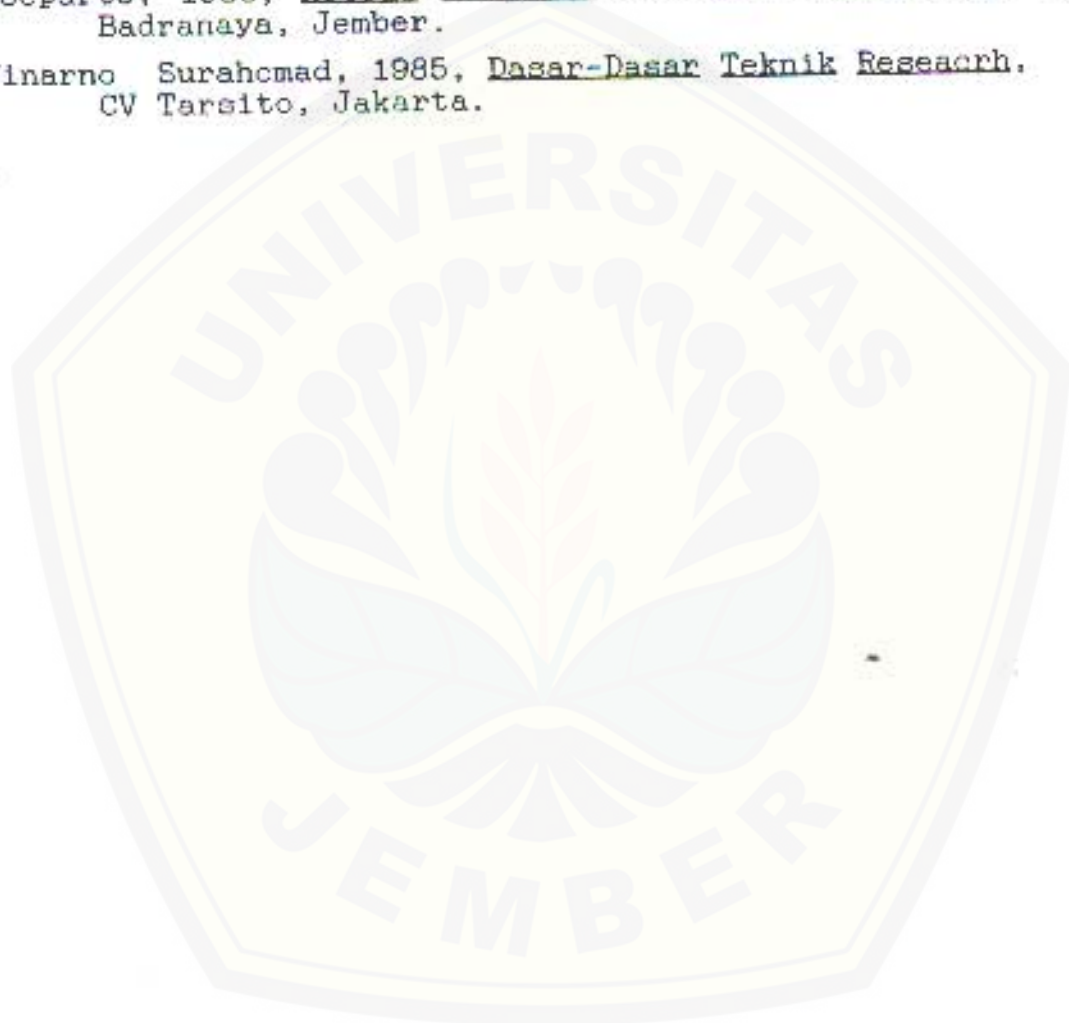 Badranaya, Jember.
inarno Surahcmad, 1985, Dasar-Dasar Teknik Reseacrh,
CV Tarsito, Jakarta.
UNIVERSITAS
JEMBER